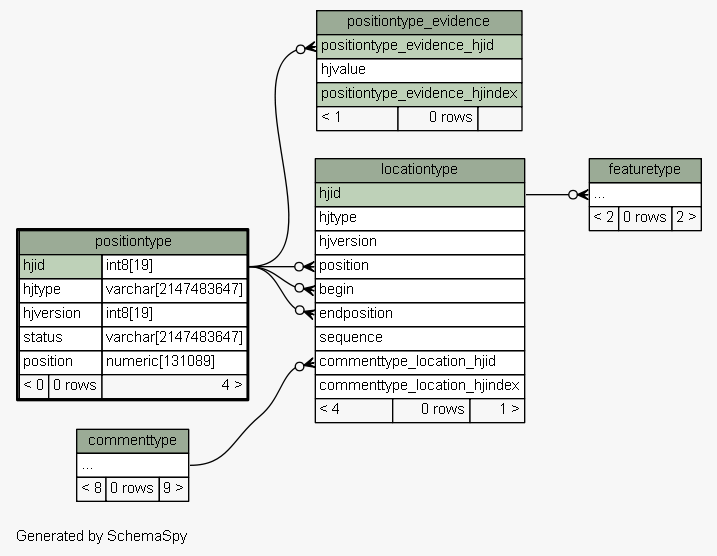 positiontype_evidence
positiontype_evidence_hjid
hjvalue
positiontype_evidence_hjindex
< 1 0 rows
locationtype
hjid
hjtype
hjversion
position
begin
endposition
sequence
commenttype_location_hjid
commenttype_location_hjindex
< 4 0 rows 1 >
featuretype
...
< 2 0 rows 2 >
positiontype
hjid int8[19]
hjtype varchar[2147483647]
hjversion int8[19]
status varchar[2147483647]
position numeric[131089]
< 0 0 rows 4 >
commenttype
...
< 8 0 rows 9 >
Generated by SchemaSpy